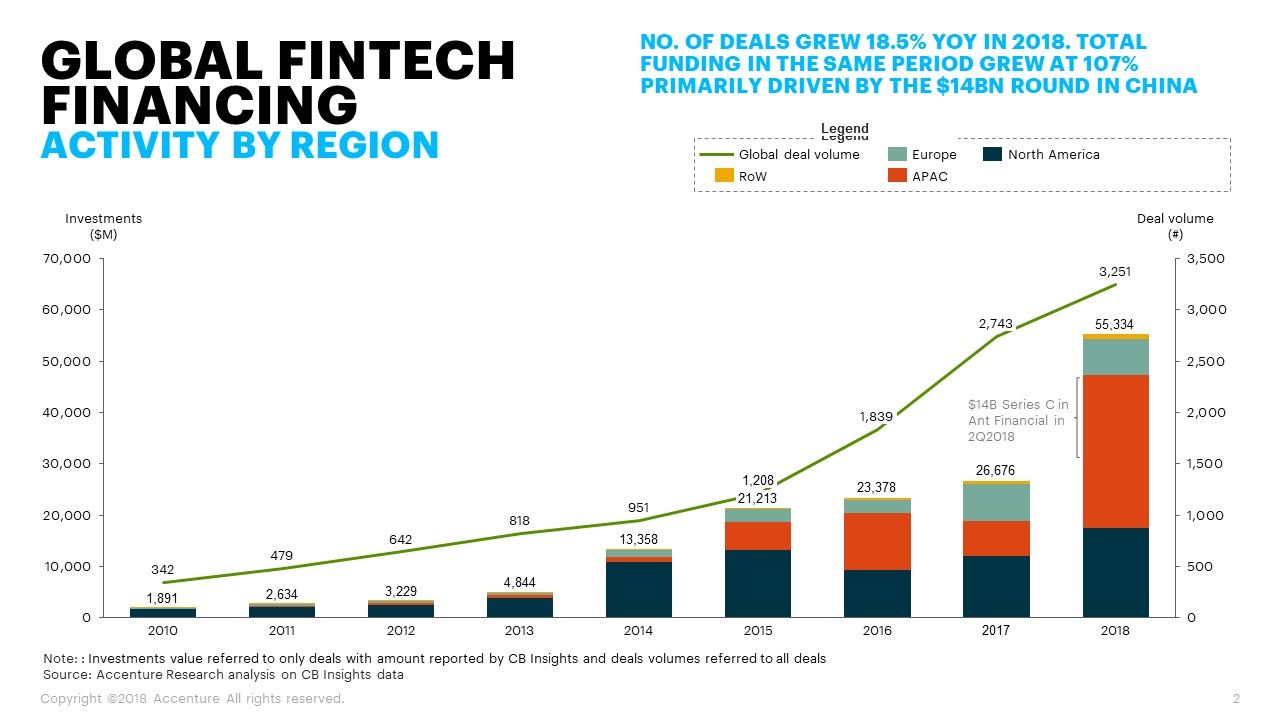 GLOBAL FINTECH
FINANCING
ACTIVITY BY REGION
NO. OF DEALS GREW 18.5% YOY IN 2018. TOTAL
FUNDING IN THE SAME PERIOD GREW AT 107%
PRIMARILY DRIVEN BY THE $14BN ROUND IN CHINA
Legend
Legend
Global deal volume
Europe
North America
RoW
APAC
Investments
($M)
Deal volume
(#)
70,000
60,000
50,000
40,000
30,000
20,000
10,000
0
3,500
3,000
2,500
2,000
1,500
1,000
500
0
342
479
642
818
951
1,208
1,839
2,743
3,251
1,891
2,634
3,229
4,844
13,358
21,213
23,378
26,676
55,334
$14B Series C in
Ant Financial in
2Q2018
2010
2011
2012
2013
2014
2015
2016
2017
2018
Note: : Investments value referred to only deals with amount reported by CB Insights and deals volumes referred to all deals
Source: Accenture Research analysis on CB Insights data
Copyright ©2018 Accenture All rights reserved.
2